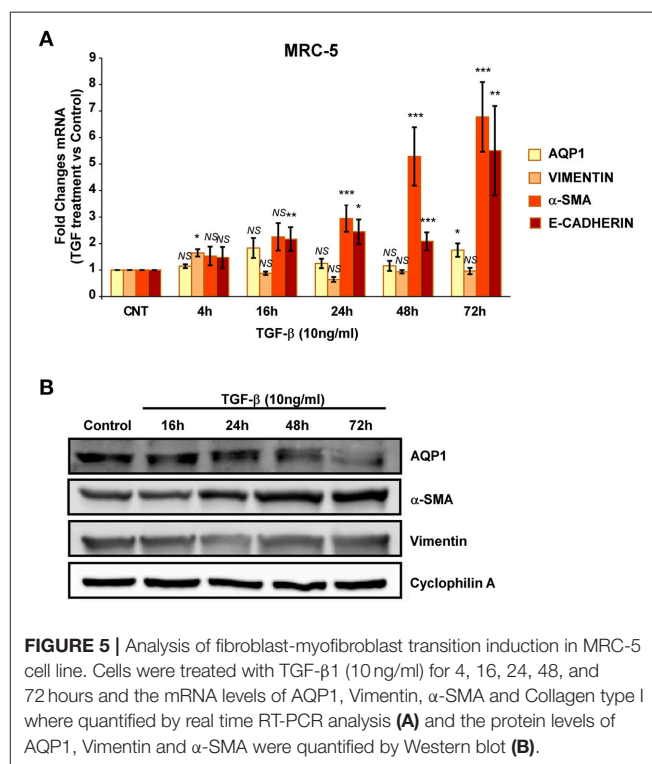 A
MRC-5
Fold Changes mRNA
(TGF treatment vs Control)
9
8
7
6
5
4
3
2
1
0
NS * NS NS
NS NS NS **
NS NS *** *
NS NS *** ***
* NS *** **
CNT 4h 16h 24h 48h 72h
TGF-β (10ng/ml)
AQP1
VIMENTIN
α-SMA
E-CADHERIN
B
TGF-β (10ng/ml)
Control 16h 24h 48h 72h
AQP1
α-SMA
Vimentin
Cyclophilin A
FIGURE 5 | Analysis of fibroblast-myofibroblast transition induction in MRC-5
cell line. Cells were treated with TGF-β1 (10 ng/ml) for 4, 16, 24, 48, and
72 hours and the mRNA levels of AQP1, Vimentin, α-SMA and Collagen type I
where quantified by real time RT-PCR analysis (A) and the protein levels of
AQP1, Vimentin and α-SMA were quantified by Western blot (B).